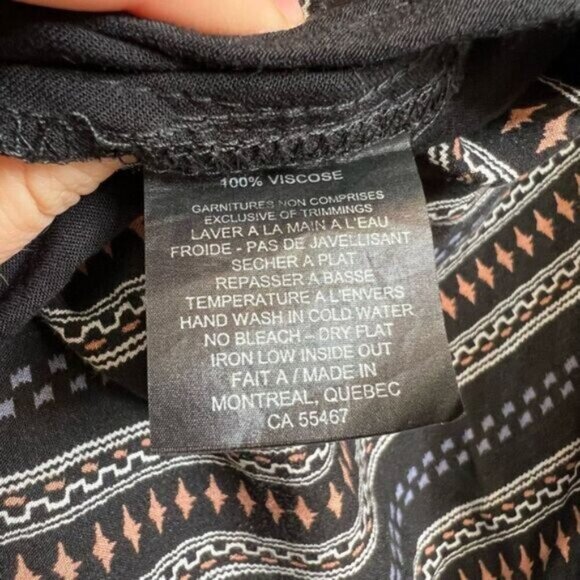 100% VISCOSE
GARNITURES NON COMPRISES
EXCLUSIVE OF TRIMMINGS
LAVER A LA MAIN A L'EAU
FROIDE - PAS DE JAVELLISANT
SECHER A PLAT
REPASSER A BASSE
TEMPERATURE A L'ENVERS
HAND WASH IN COLD WATER
NO BLEACH - DRY FLAT
IRON LOW INSIDE OUT
FAIT A / MADE IN
MONTREAL, QUEBEC
CA 55467